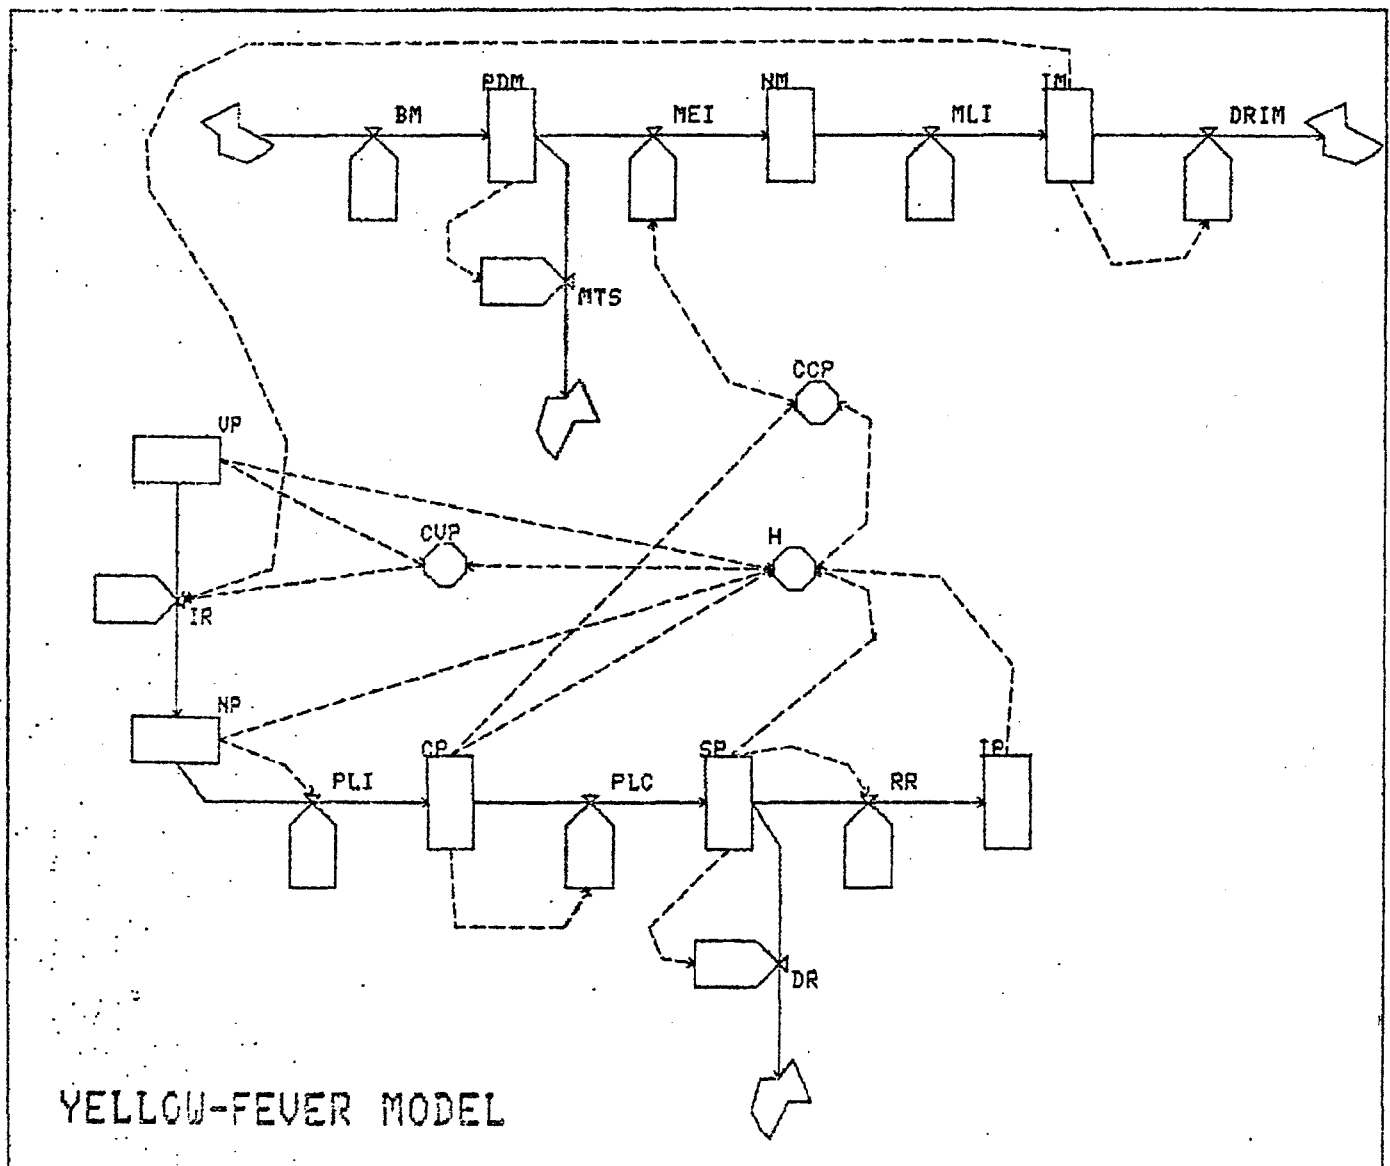 PDM
NM
IM
BM
MEI
MLI
DRIM
MTS
CCP
VP
CVP
H
IR
NP
CP
SP
IP
PLI
PLC
RR
DR
YELLOW-FEVER MODEL